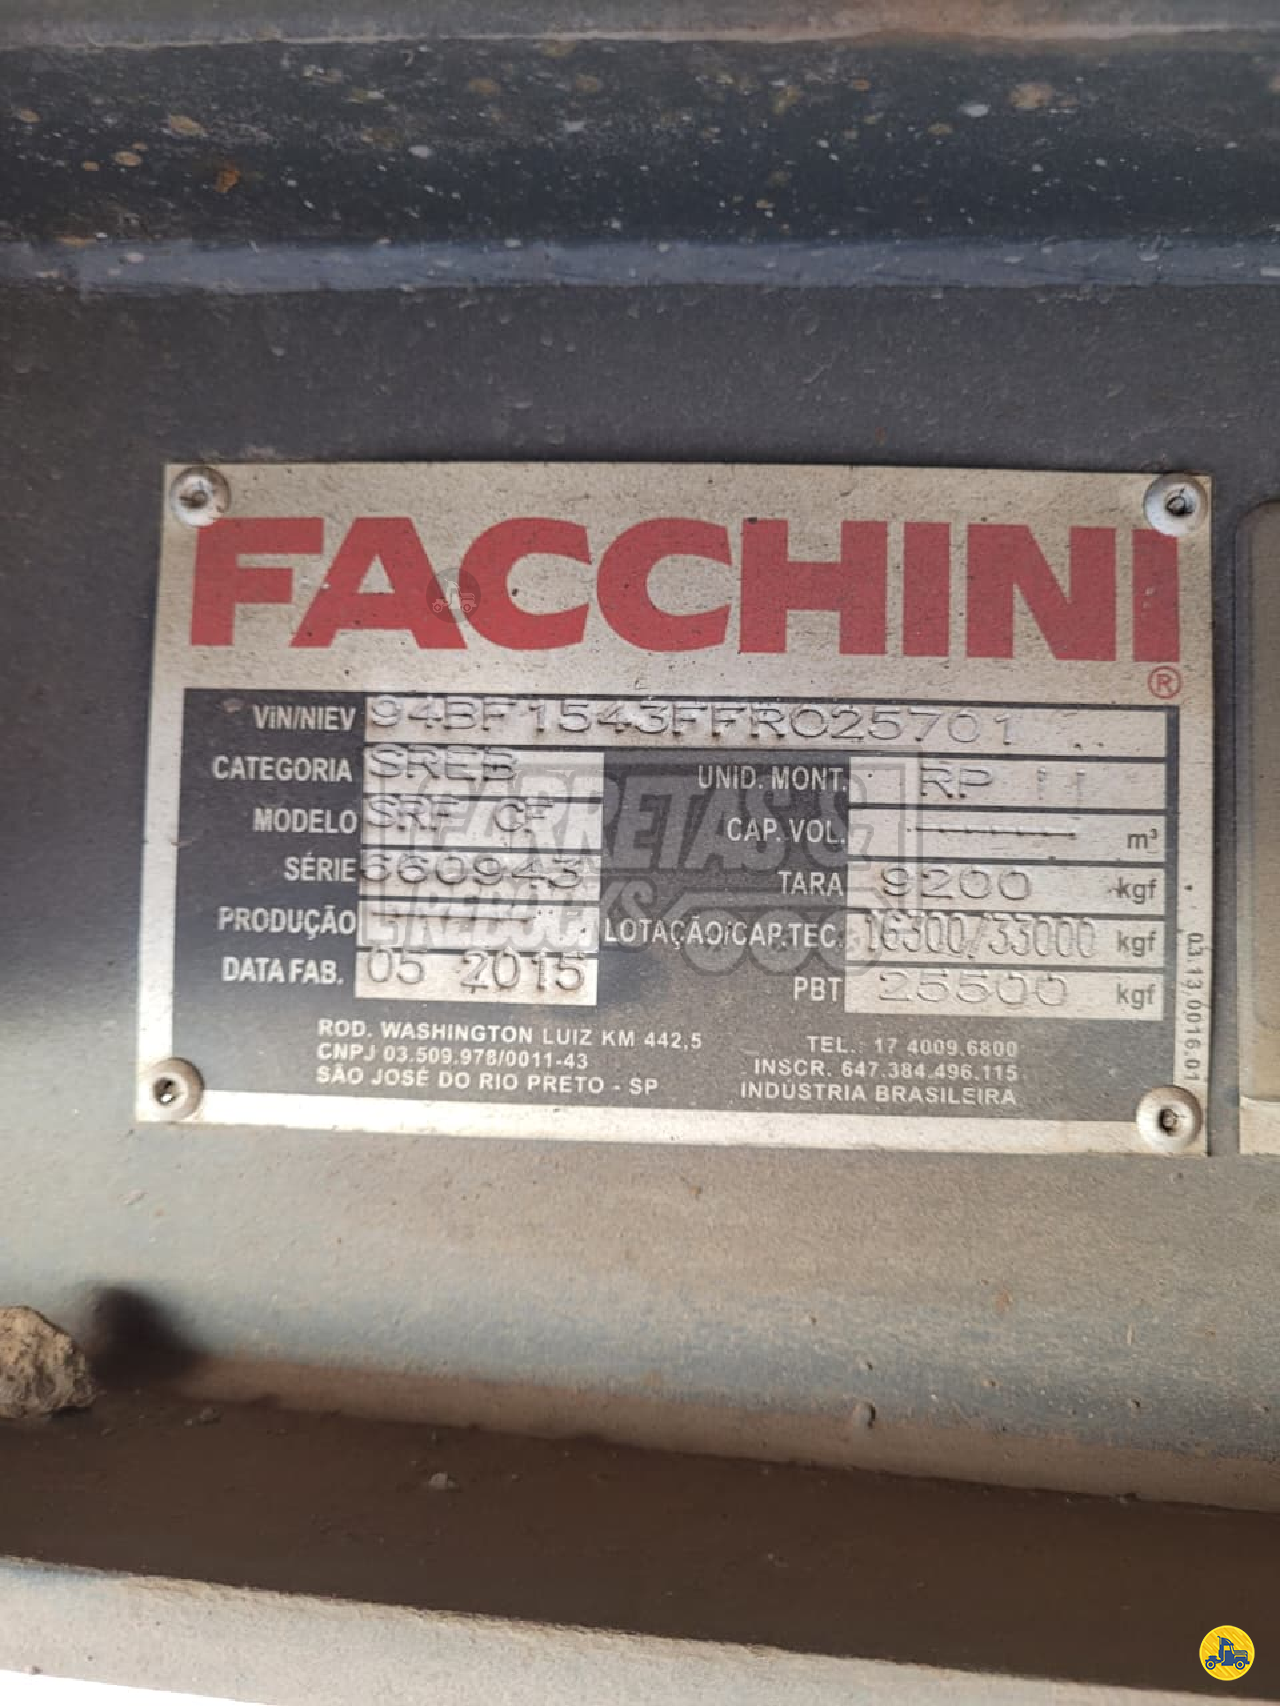 FACCHINI
®
VIN/NIEV 94BF1543FFR025701
CATEGORIA SREB UNID. MONT. RP
MODELO SRF CF CAP. VOL. m³
SÉRIE 660943 TARA 9200 kgf
PRODUÇÃO LOTAÇÃO/CAP.TEC. 16300/33000 kgf
DATA FAB. 05 2015 PBT 25500 kgf
ROD. WASHINGTON LUIZ KM 442,5 TEL.: 17 4009.6800
CNPJ 03.509.978/0011-43 INSCR. 647.384.496.115
SÃO JOSÉ DO RIO PRETO - SP INDÚSTRIA BRASILEIRA
03.13.0016.01
CARRETAS &
REBOCKS